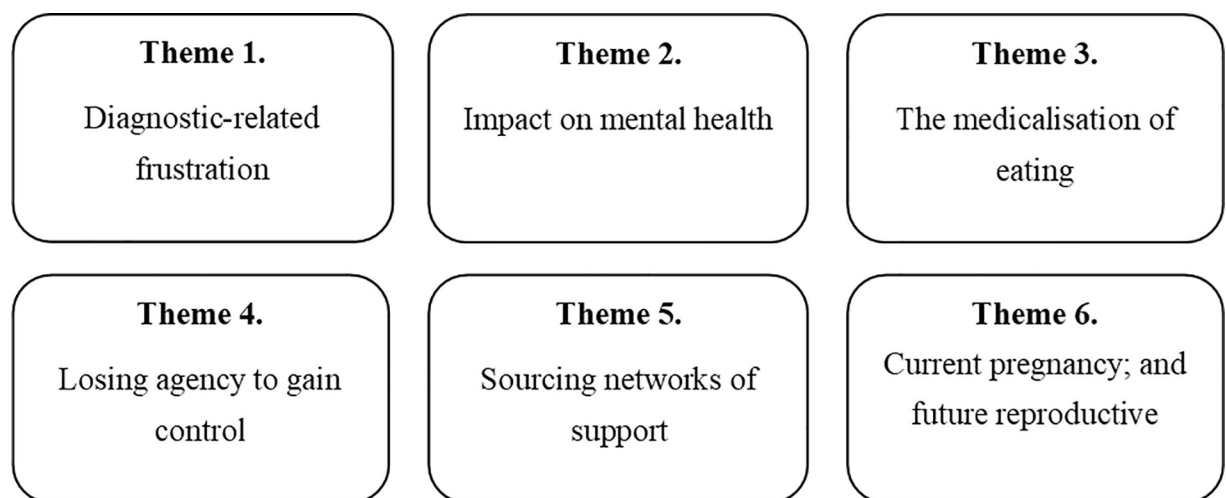 Theme 1.
Diagnostic-related
frustration
Theme 2.
Impact on mental health
Theme 3.
The medicalisation of
eating
Theme 4.
Losing agency to gain
control
Theme 5.
Sourcing networks of
support
Theme 6.
Current pregnancy; and
future reproductive